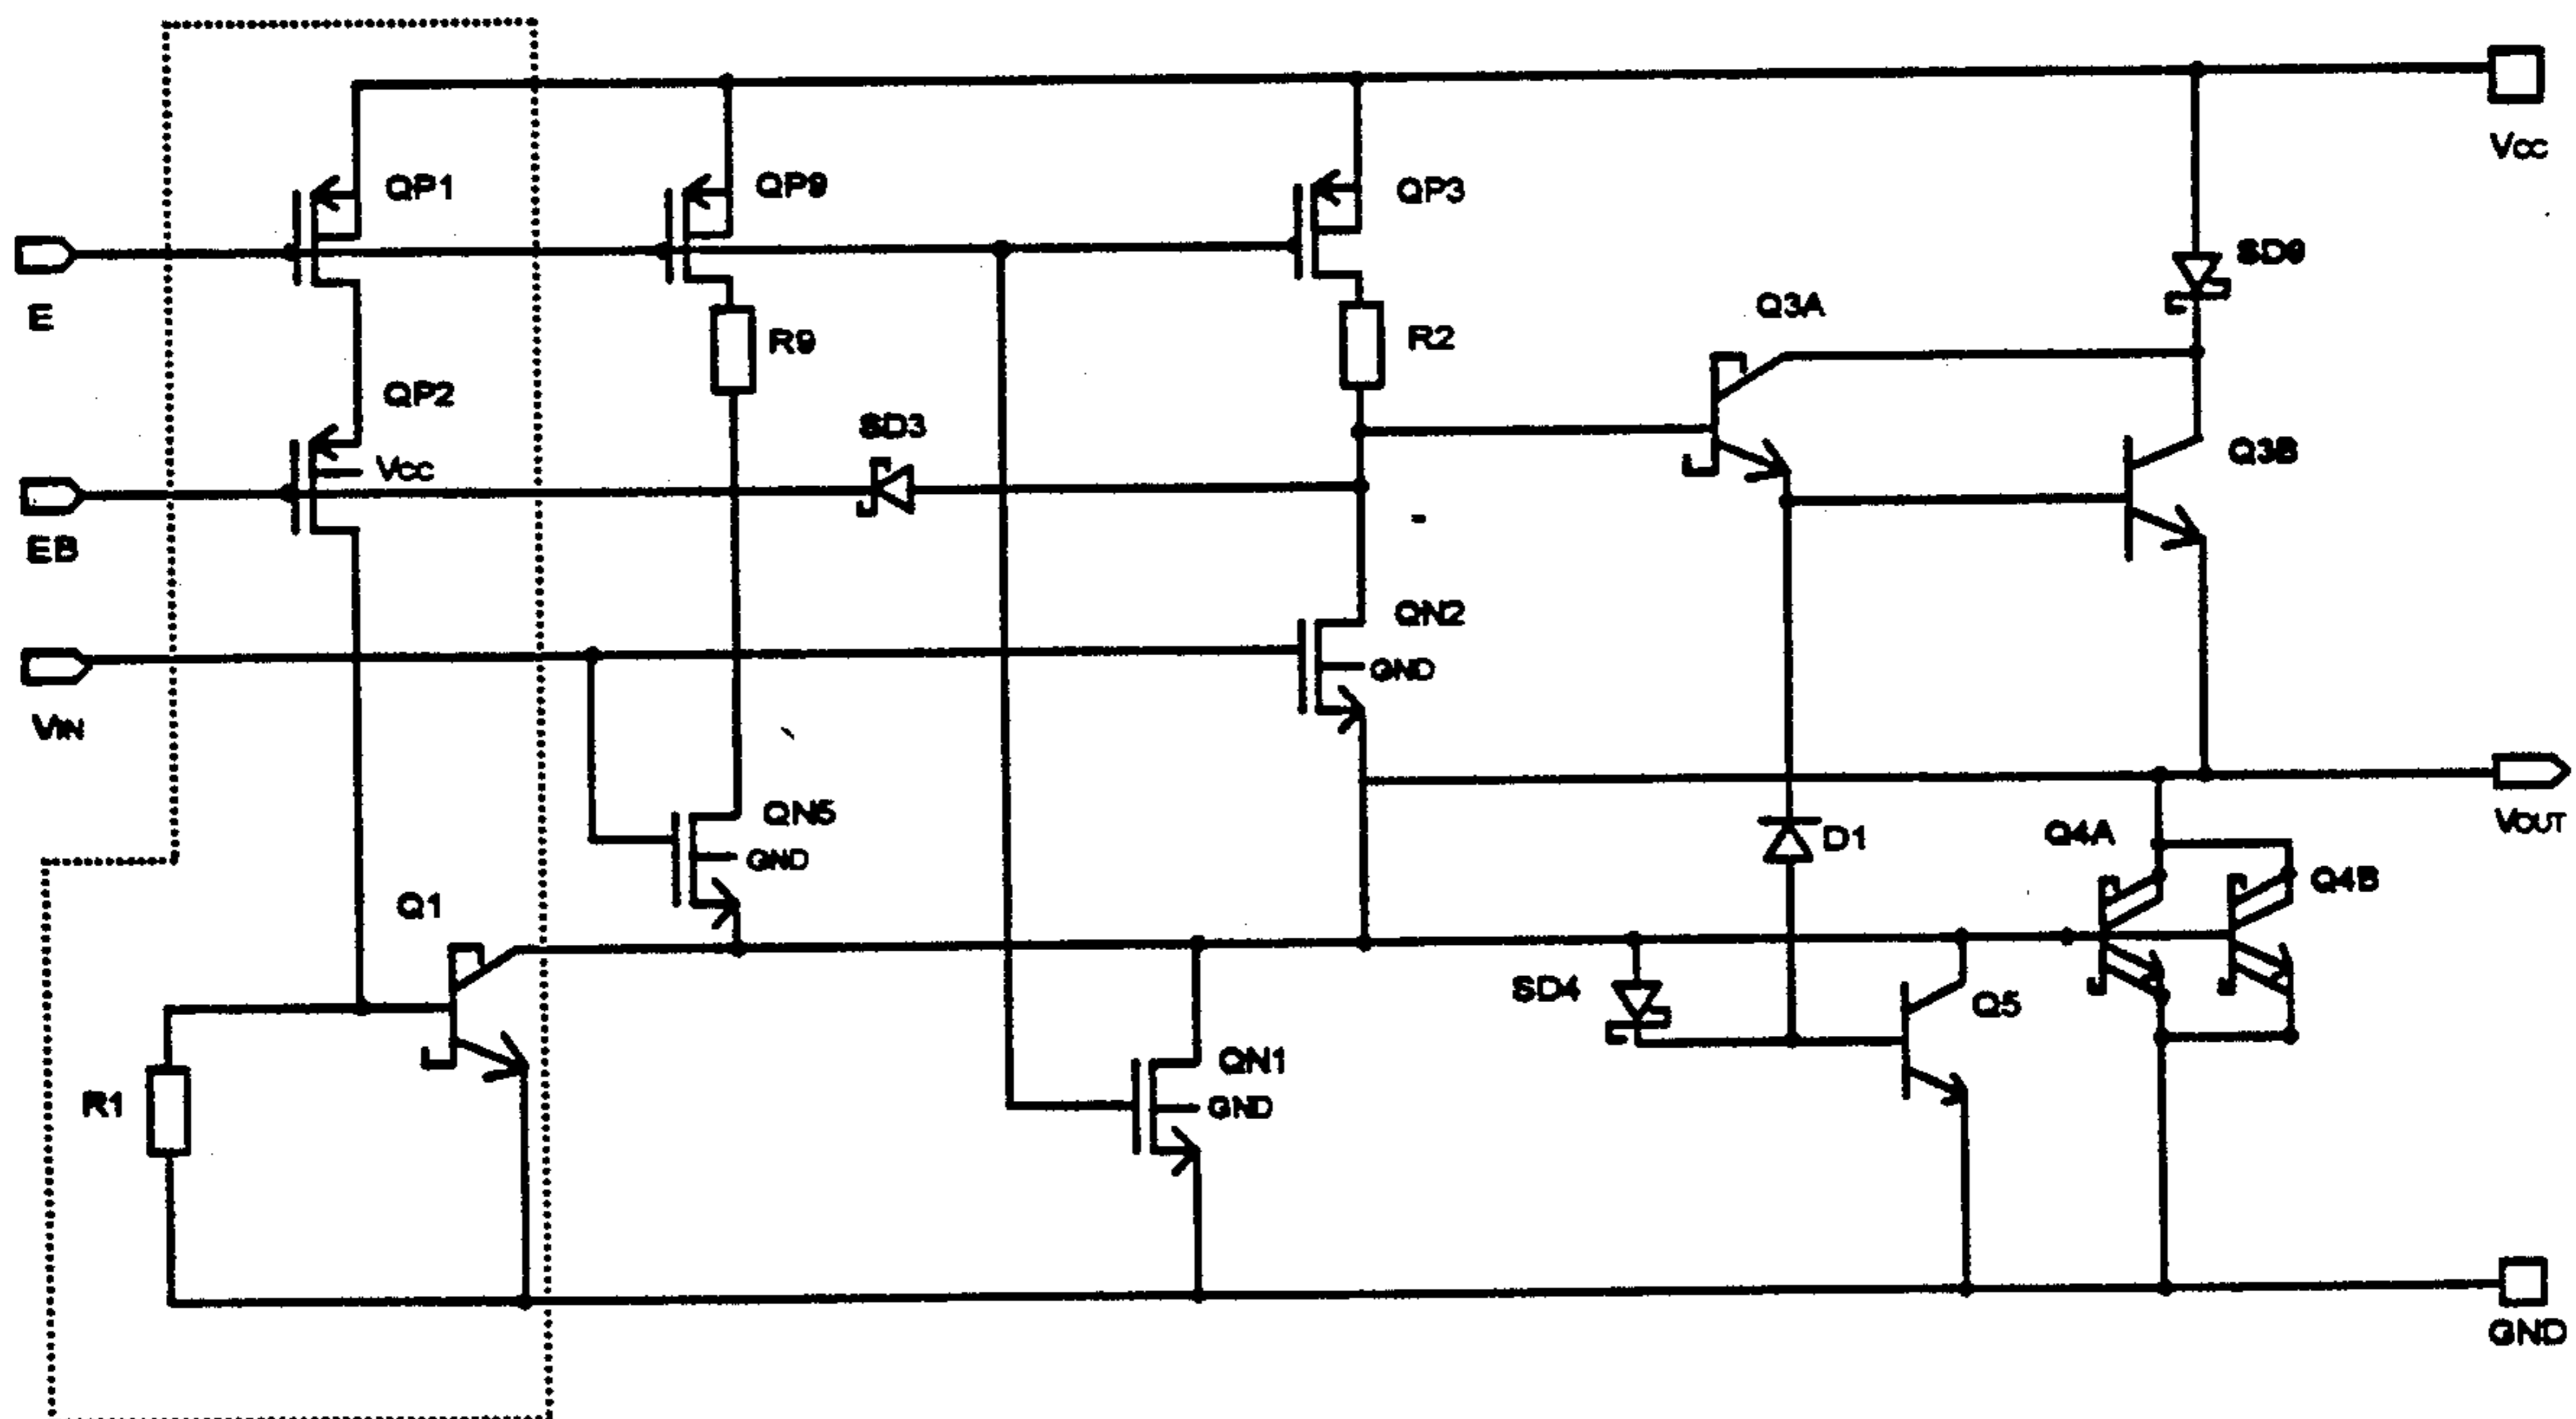 VCC
QP1
QP9
QP3
SD9
E
R9
R2
Q3A
QP2
SD3
VCC
Q3B
EB
QN2
GND
VIN
VOUT
QN5
GND
D1
Q4A
Q4B
Q1
SD4
Q5
QN1
GND
R1
GND